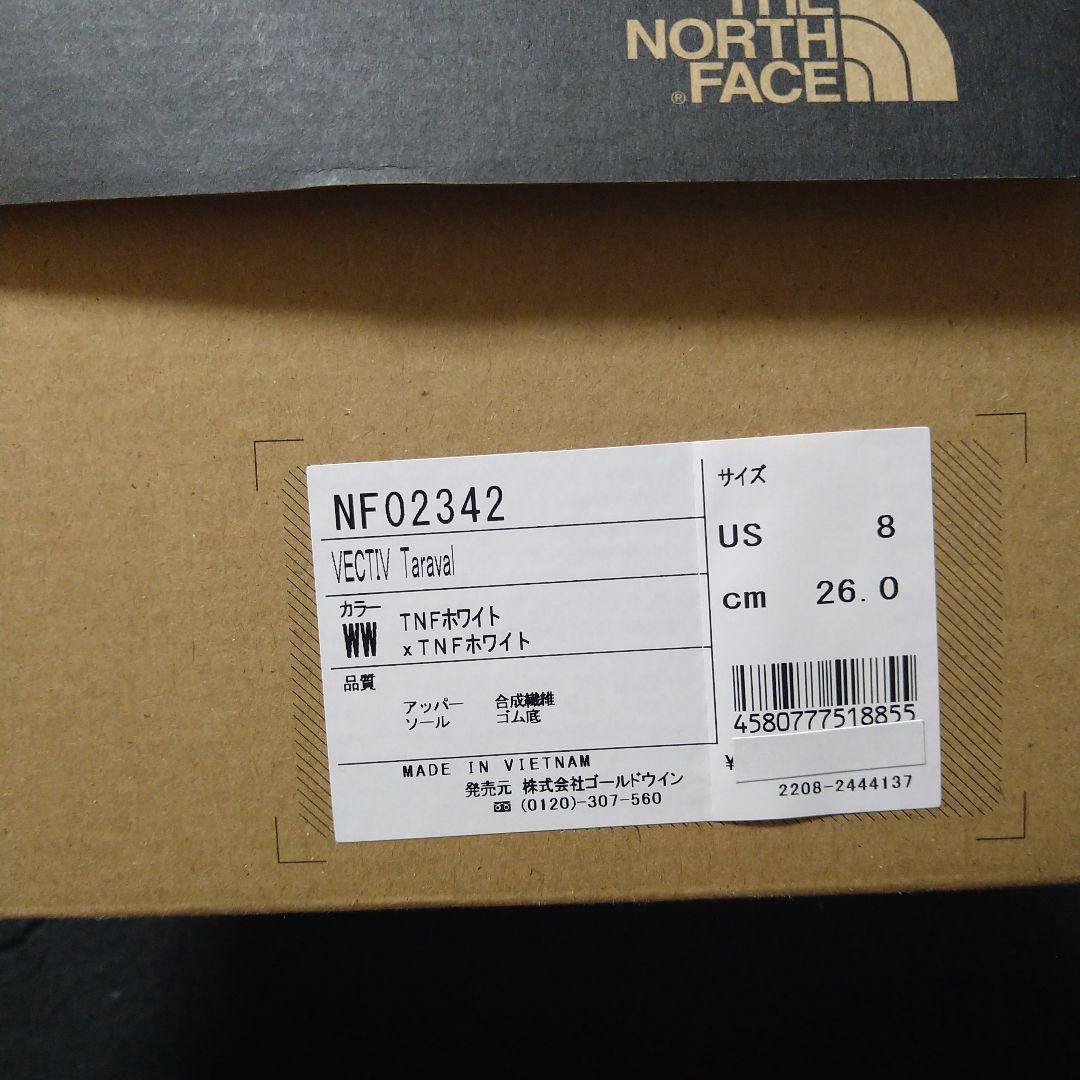 THE
NORTH
FACE
®
NF02342
VECTIV Taraval
カラー
WW
TNFホワイト
xTNFホワイト
品質
アッパー 合成繊維
ソール ゴム底
MADE IN VIETNAM
発売元 株式会社ゴールドウイン
(0120)-307-560
サイズ
US 8
cm 26.0
4580777518855
¥
2208-2444137